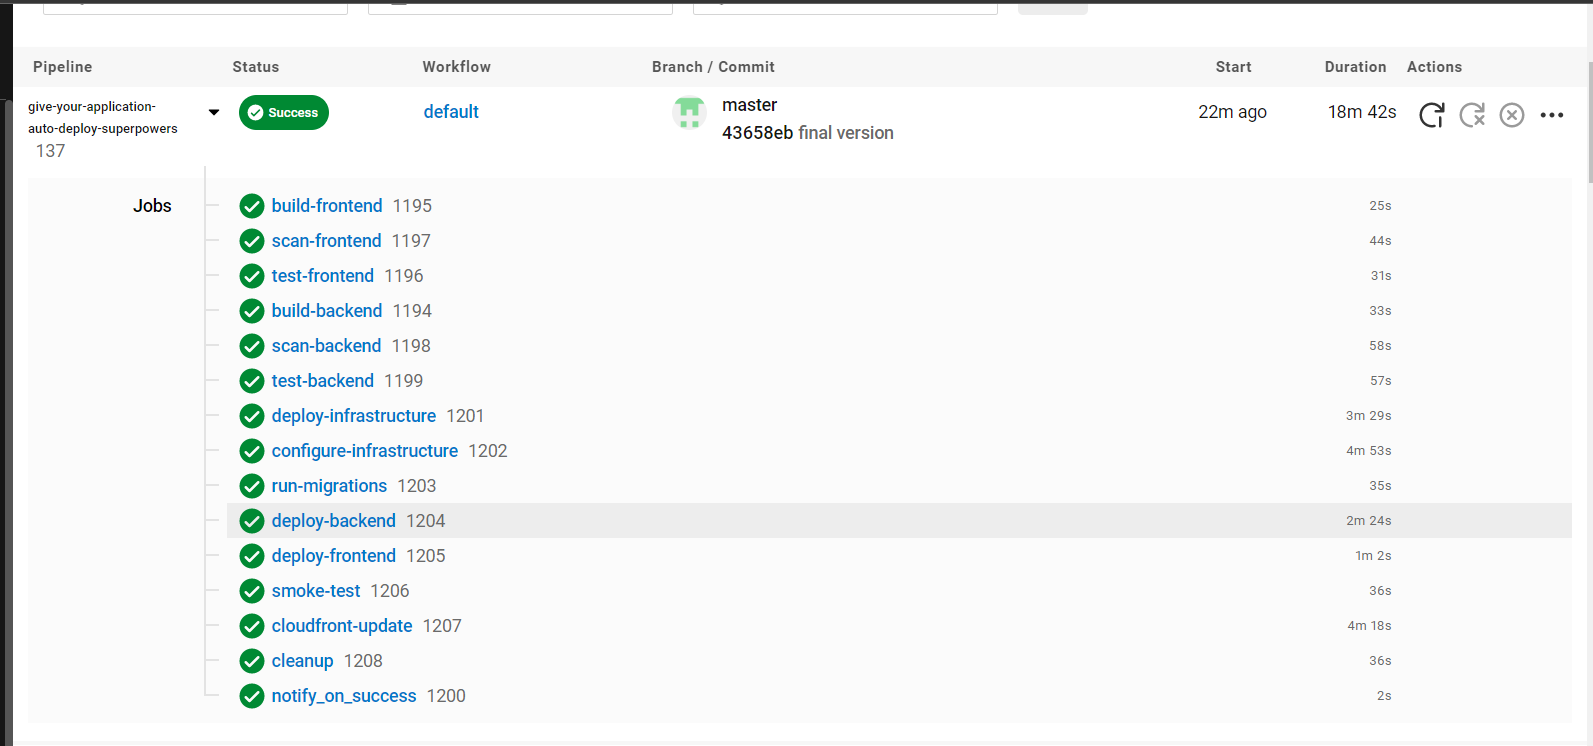 Pipeline Status Workflow Branch / Commit Start Duration Actions
give-your-application-
auto-deploy-superpowers
137
Success
default
master
43658eb final version
22m ago
18m 42s
Jobs
build-frontend 1195 25s
scan-frontend 1197 44s
test-frontend 1196 31s
build-backend 1194 33s
scan-backend 1198 58s
test-backend 1199 57s
deploy-infrastructure 1201 3m 29s
configure-infrastructure 1202 4m 53s
run-migrations 1203 35s
deploy-backend 1204 2m 24s
deploy-frontend 1205 1m 2s
smoke-test 1206 36s
cloudfront-update 1207 4m 18s
cleanup 1208 36s
notify_on_success 1200 2s